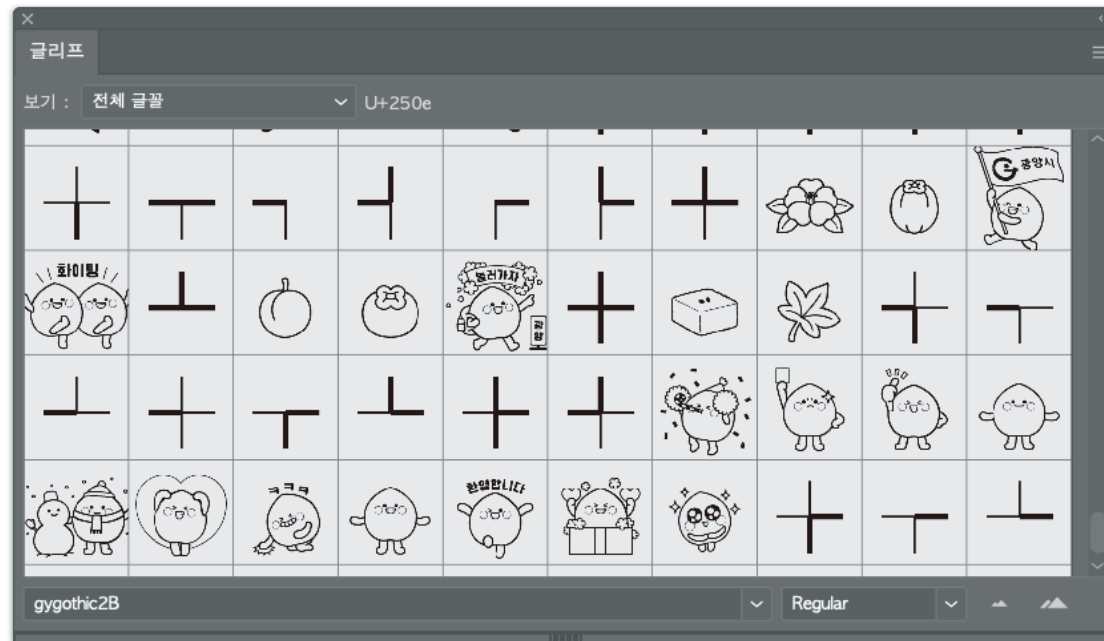 글리프
보기 : 전체 글꼴 U+250e
광양시
화이팅
놀러가자
광양
ㅋㅋㅋ
환영합니다
gygothic2B Regular